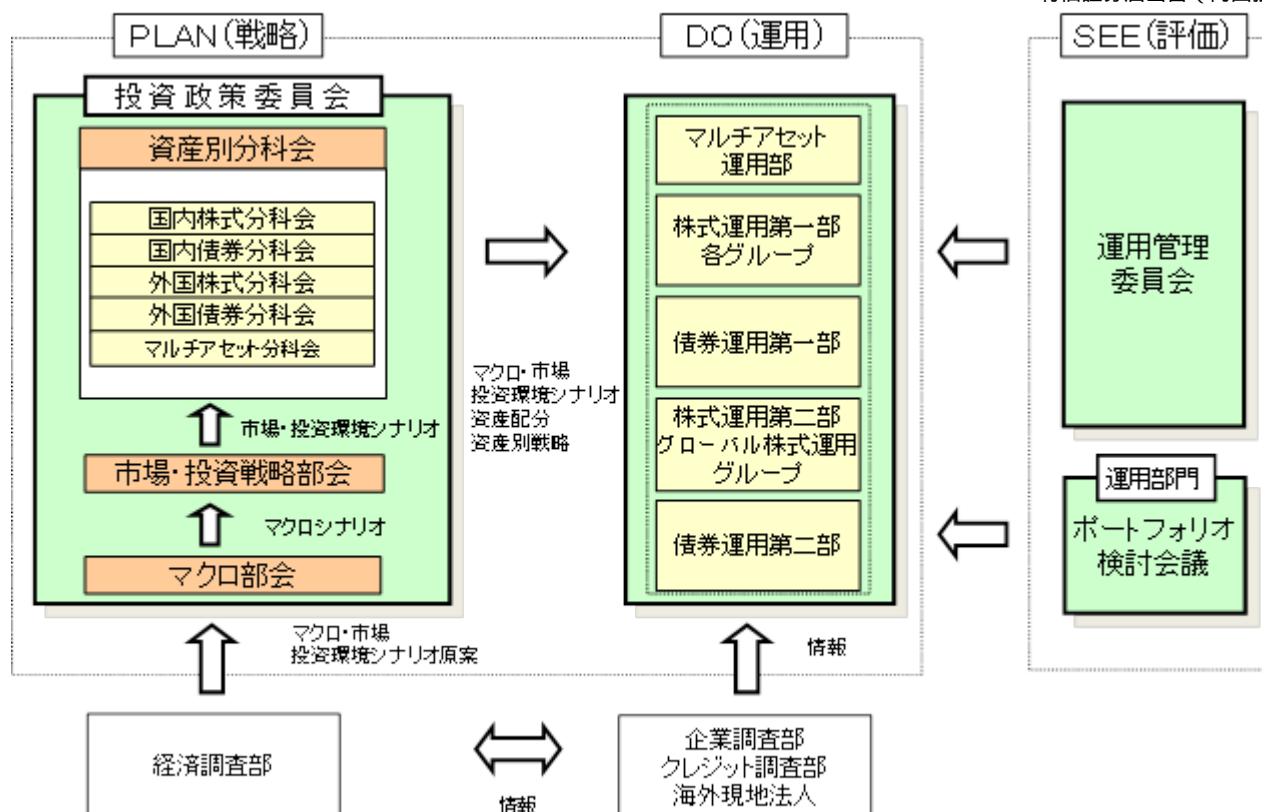 PLAN(戦略)
DO(運用)
SEE(評価)
投資政策委員会
資産別分科会
国内株式分科会
国内債券分科会
外国株式分科会
外国債券分科会
マルチアセット分科会
市場・投資環境シナリオ
市場・投資戦略部会
マクロシナリオ
マクロ部会
マクロ・市場
投資環境シナリオ
資産配分
資産別戦略
マルチアセット
運用部
株式運用第一部
各グループ
債券運用第一部
株式運用第二部
グローバル株式運用
グループ
債券運用第二部
運用管理
委員会
運用部門
ポートフォリオ
検討会議
マクロ・市場
投資環境シナリオ原案
情報
経済調査部
情報
企業調査部
クレジット調査部
海外現地法人